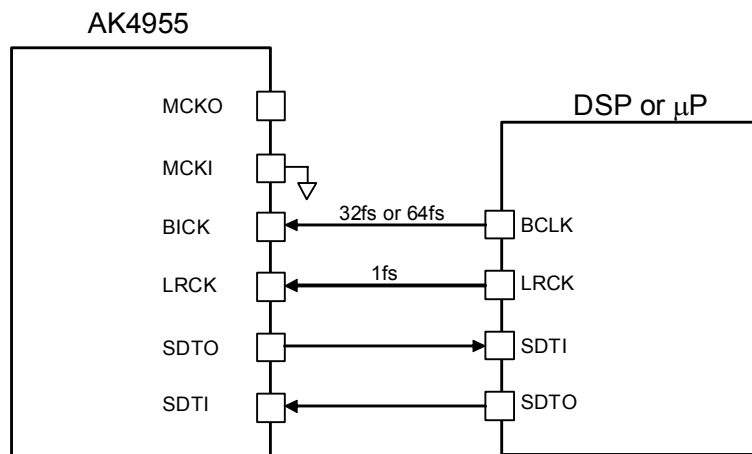 AK4955
DSP or μP
MCKO
MCKI
BICK
32fs or 64fs
BCLK
LRCK
1fs
LRCK
SDTO
SDTI
SDTI
SDTO